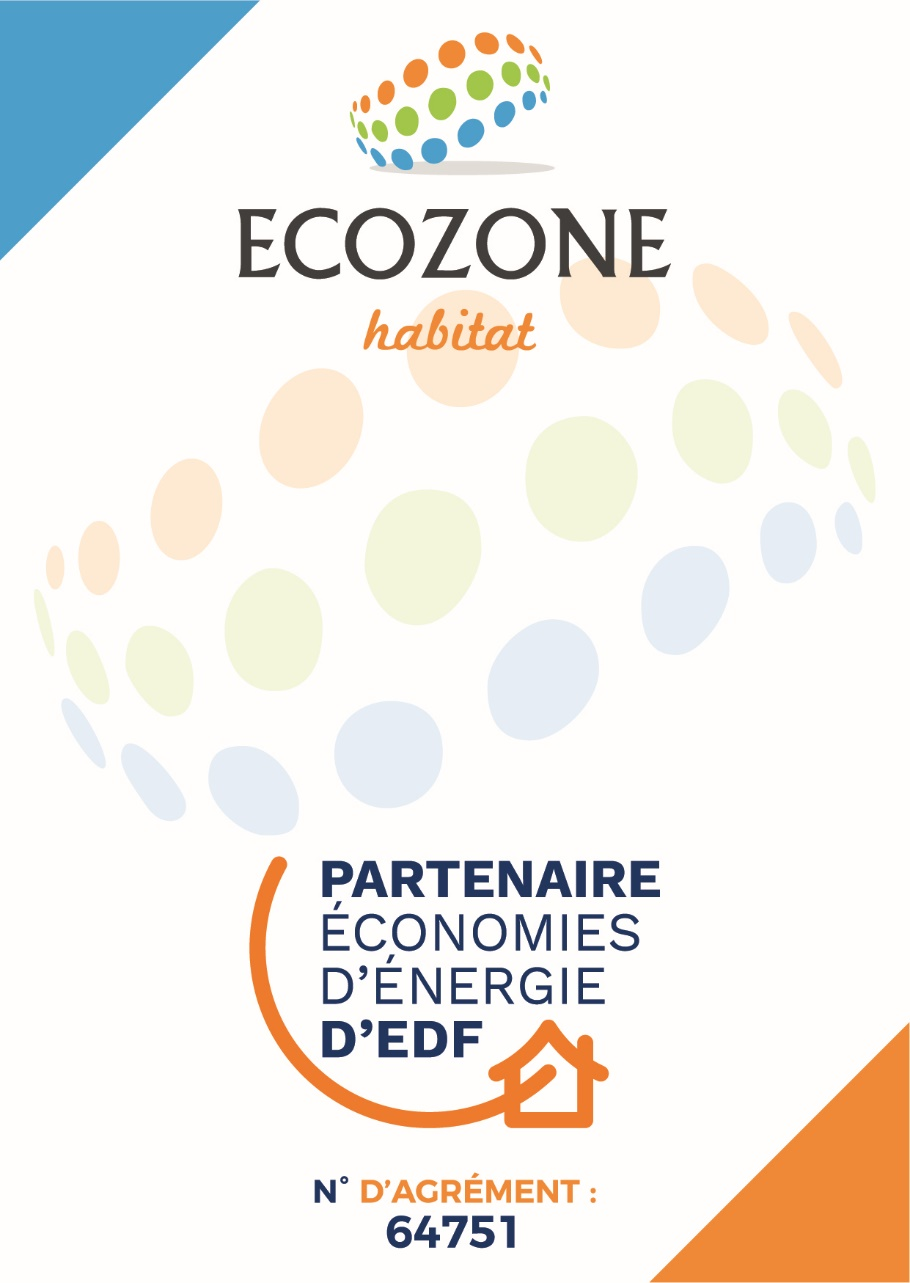 ECOZONE
habitat
PARTENAIRE
ÉCONOMIES
D'ÉNERGIE
D'EDF
N° D'AGRÉMENT :
64751